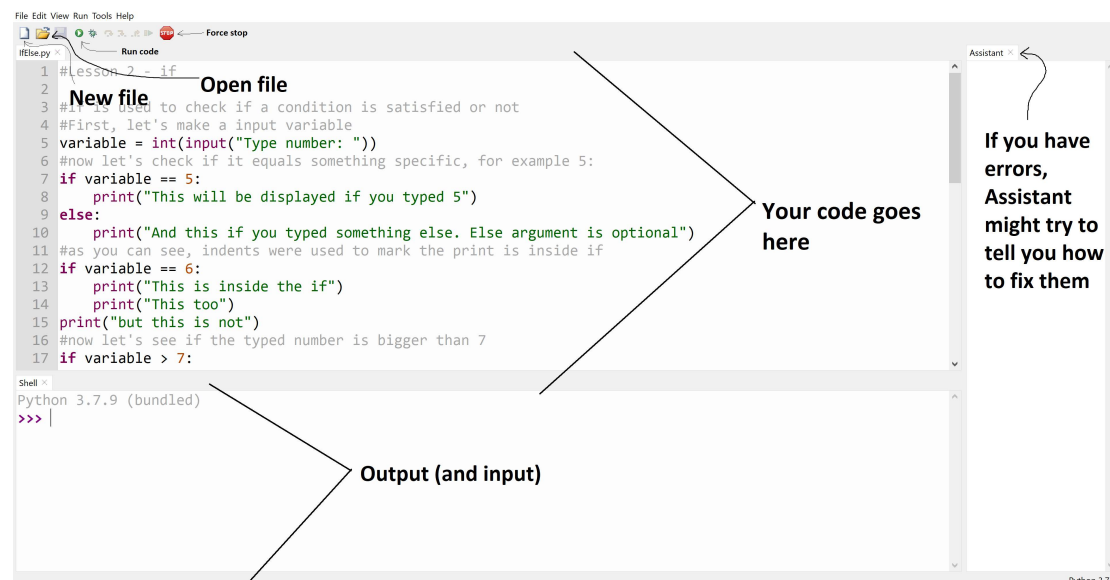 File Edit View Run Tools Help
STOP Force stop
IfElse.py × Run code
Assistant ×
1 #Lesson 2 - if
Open file
2
New file
3 #If is used to check if a condition is satisfied or not
4 #First, let's make a input variable
5 variable = int(input("Type number: "))
6 #now let's check if it equals something specific, for example 5:
7 if variable == 5:
8 print("This will be displayed if you typed 5")
9 else:
10 print("And this if you typed something else. Else argument is optional")
11 #as you can see, indents were used to mark the print is inside if
12 if variable == 6:
13 print("This is inside the if")
14 print("This too")
15 print("but this is not")
16 #now let's see if the typed number is bigger than 7
17 if variable > 7:
Your code goes
here
If you have
errors,
Assistant
might try to
tell you how
to fix them
Shell ×
Python 3.7.9 (bundled)
>>>
Output (and input)